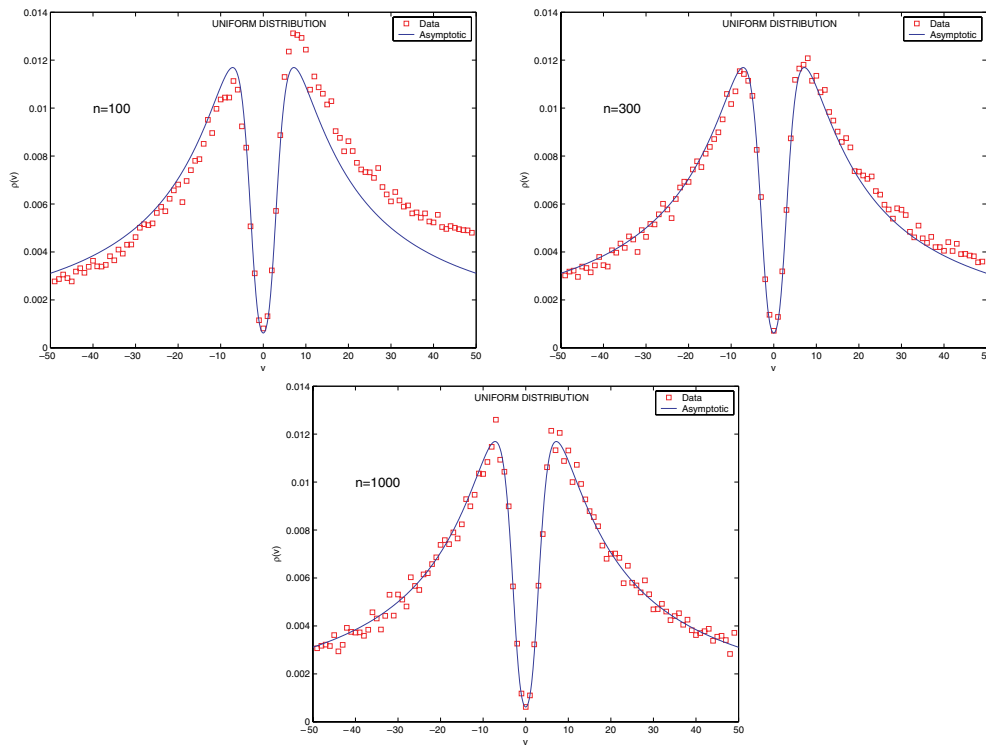 UNIFORM DISTRIBUTION
Data
Asymptotic
n=100
ρ(v)
0.014
0.012
0.01
0.008
0.006
0.004
0.002
0
−50 −40 −30 −20 −10 0 10 20 30 40 50
v
UNIFORM DISTRIBUTION
Data
Asymptotic
n=300
ρ(v)
0.014
0.012
0.01
0.008
0.006
0.004
0.002
0
−50 −40 −30 −20 −10 0 10 20 30 40 50
v
UNIFORM DISTRIBUTION
Data
Asymptotic
n=1000
ρ(v)
0.014
0.012
0.01
0.008
0.006
0.004
0.002
0
−50 −40 −30 −20 −10 0 10 20 30 40 50
v